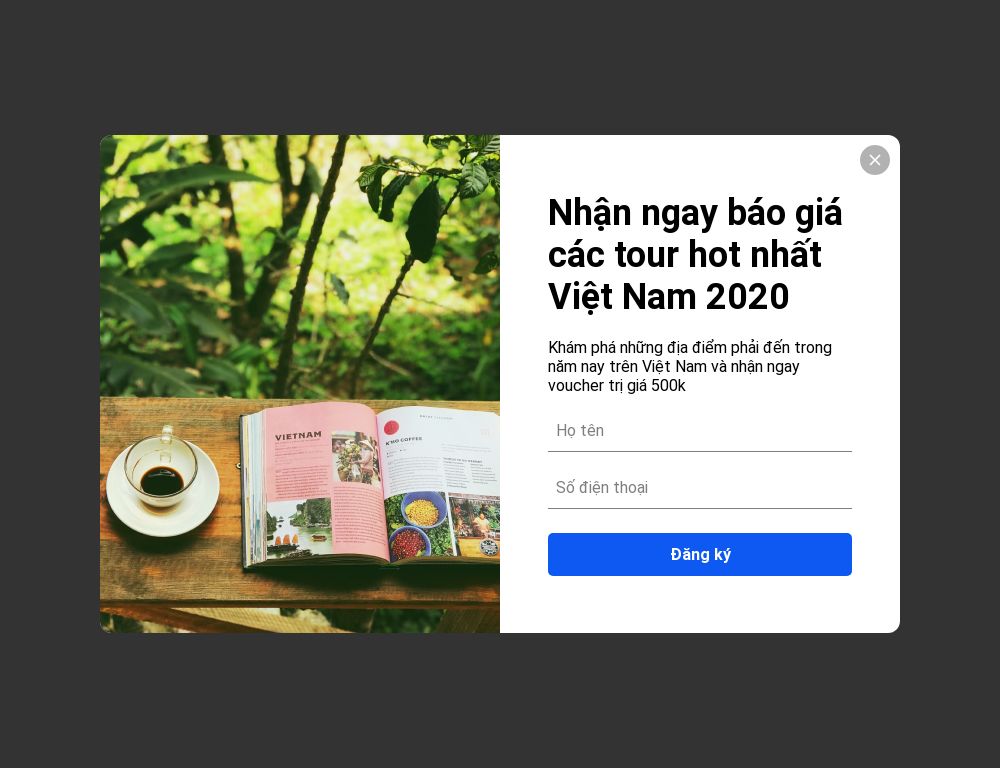 Nhận ngay báo giá
các tour hot nhất
Việt Nam 2020
Khám phá những địa điểm phải đến trong
năm nay trên Việt Nam và nhận ngay
voucher trị giá 500k
Họ tên
Số điện thoại
Đăng ký
VIETNAM
K'HO COFFEE